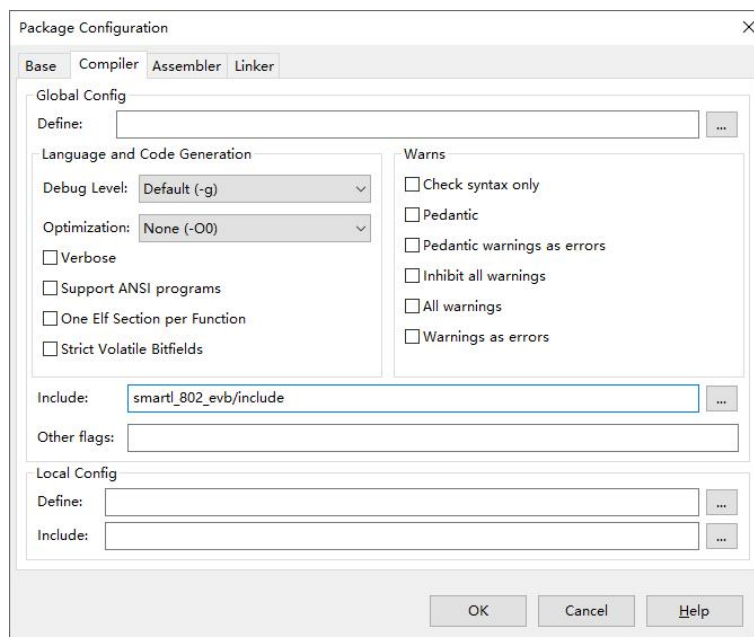 Package Configuration
Base Compiler Assembler Linker
Global Config
Define: ...
Language and Code Generation
Debug Level: Default (-g)
Optimization: None (-O0)
Verbose
Support ANSI programs
One Elf Section per Function
Strict Volatile Bitfields
Warns
Check syntax only
Pedantic
Pedantic warnings as errors
Inhibit all warnings
All warnings
Warnings as errors
Include: smartl_802_evb/include ...
Other flags:
Local Config
Define: ...
Include: ...
OK Cancel Help